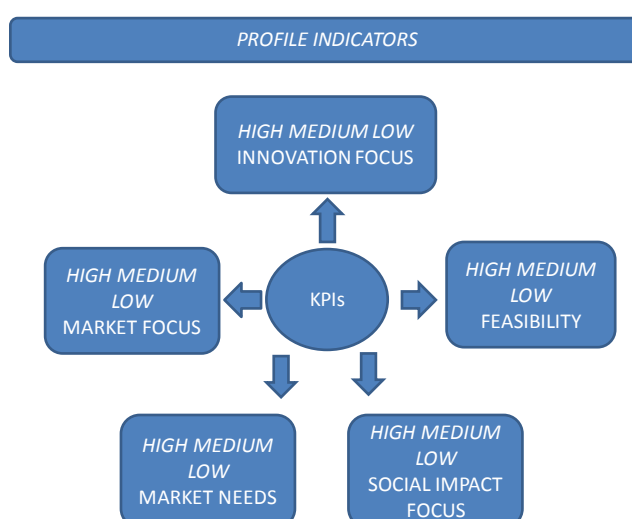 PROFILE INDICATORS
HIGH MEDIUM LOW
INNOVATION FOCUS
HIGH MEDIUM
LOW
MARKET FOCUS
KPIs
HIGH MEDIUM
LOW
FEASIBILITY
HIGH MEDIUM
LOW
MARKET NEEDS
HIGH MEDIUM
LOW
SOCIAL IMPACT
FOCUS